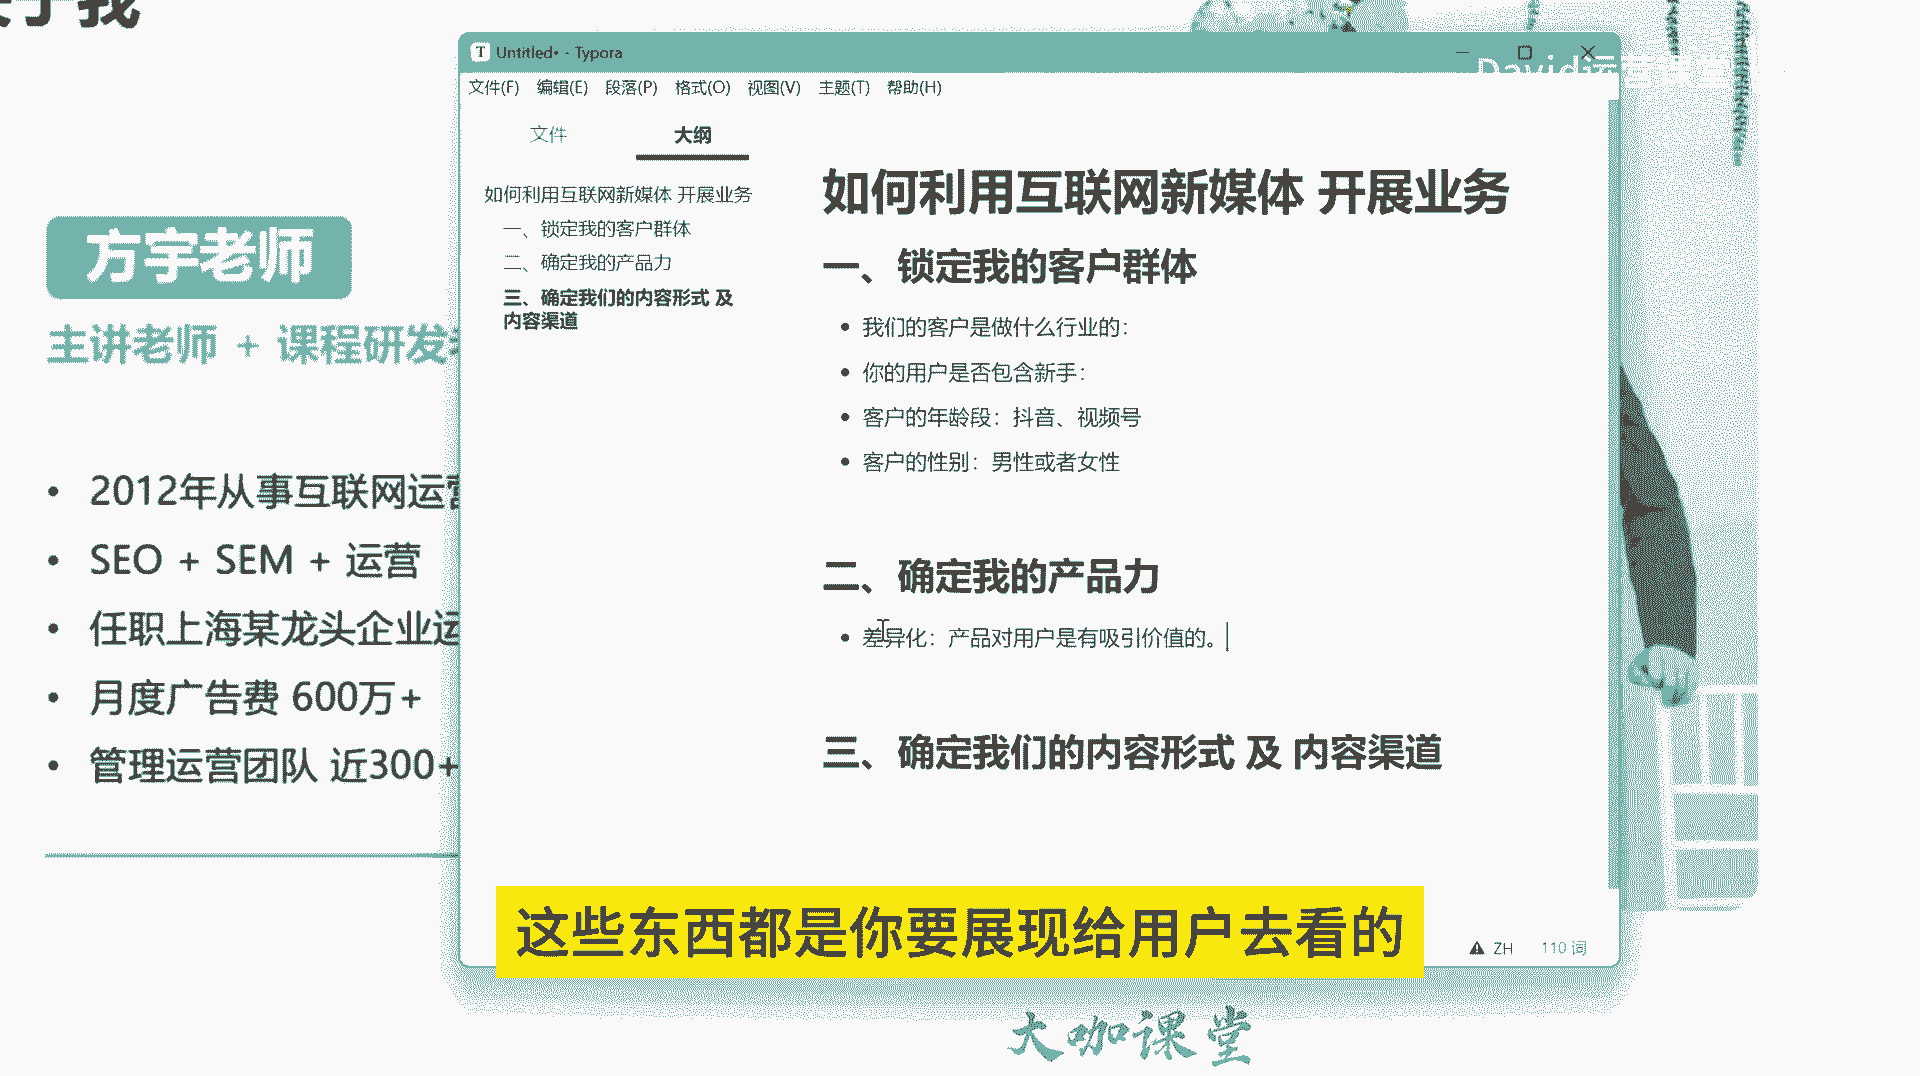 Untitled• - Typora
David运营
文件(F) 编辑(E) 段落(P) 格式(O) 视图(V) 主题(T) 帮助(H)
文件 大纲
如何利用互联网新媒体 开展业务
一、锁定我的客户群体
二、确定我的产品力
三、确定我们的内容形式 及
内容渠道
如何利用互联网新媒体 开展业务
一、锁定我的客户群体
• 我们的客户是做什么行业的：
• 你的用户是否包含新手：
• 客户的年龄段：抖音、视频号
• 客户的性别：男性或者女性
二、确定我的产品力
• 差异化：产品对用户是有吸引价值的。
三、确定我们的内容形式 及 内容渠道
ZH 110 词
方宇老师
主讲老师 + 课程研发
• 2012年从事互联网运营
• SEO + SEM + 运营
• 任职上海某龙头企业运
• 月度广告费 600万+
• 管理运营团队 近300+
这些东西都是你要展现给用户去看的
大咖课堂